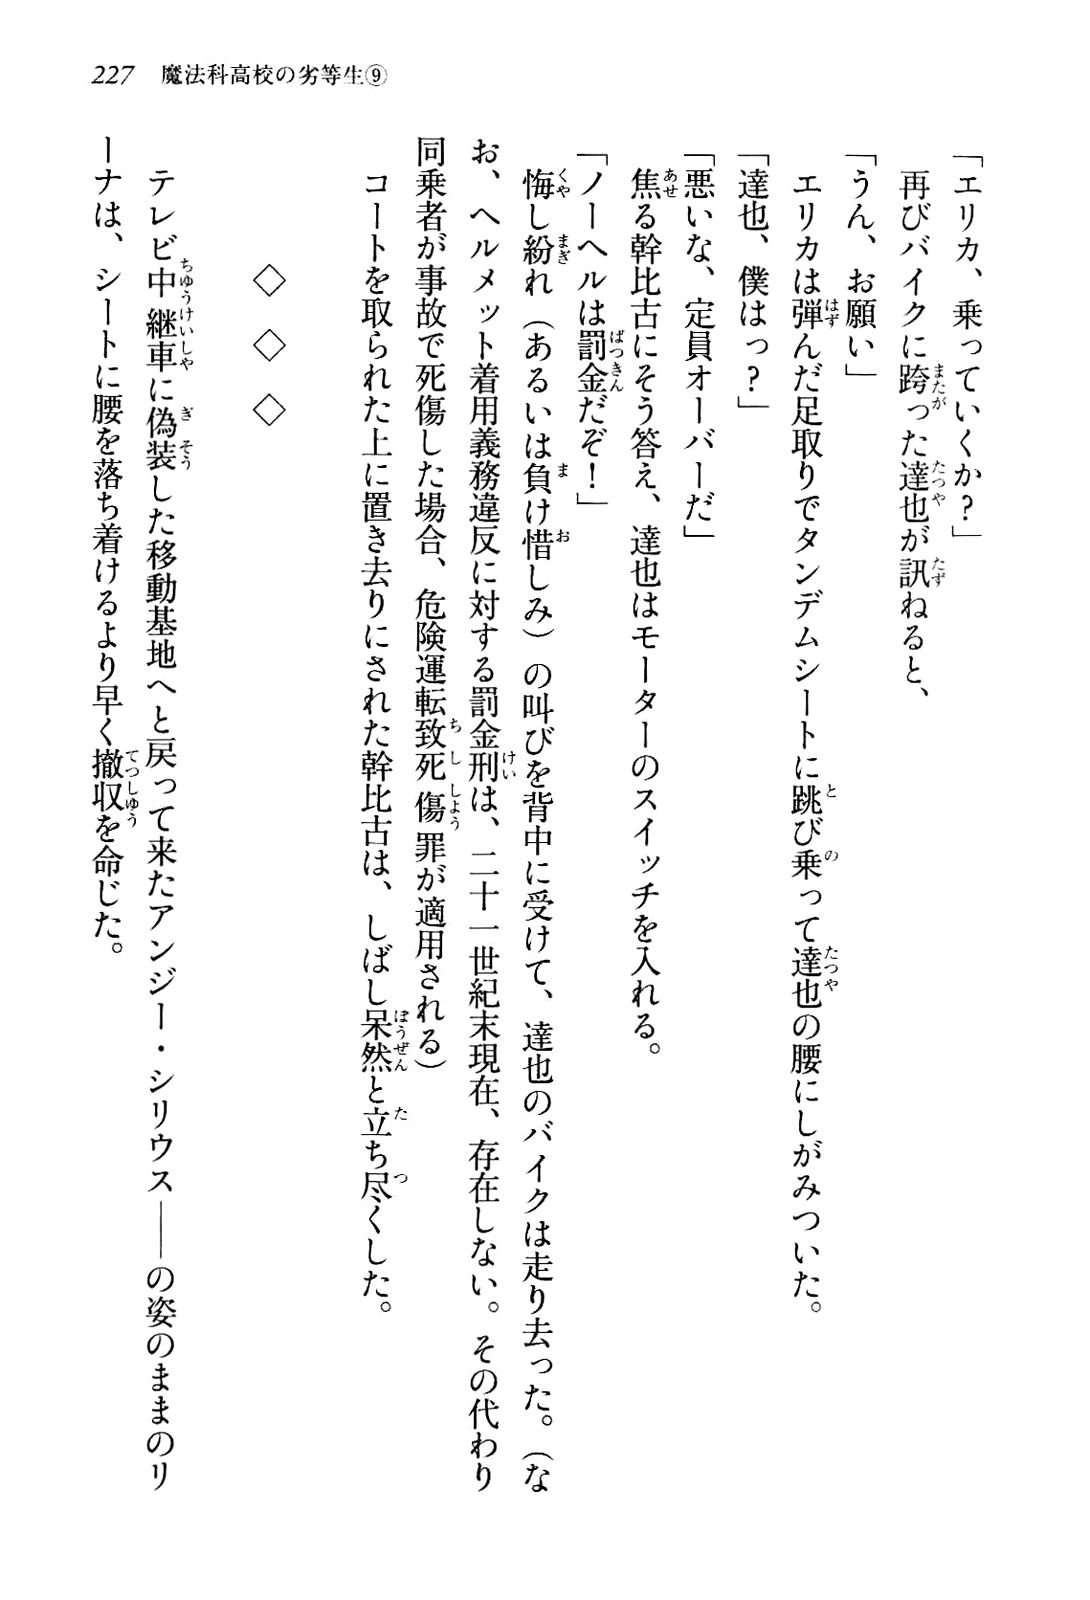 227 魔法科高校の劣等生⑨
「エリカ、乗っていくか？」
再びバイクに跨った達也が訊ねると、
「うん、お願い」
エリカは弾んだ足取りでタンデムシートに跳び乗って達也の腰にしがみついた。
「達也、僕はっ？」
「悪いな、定員オーバーだ」
焦る幹比古にそう答え、達也はモーターのスイッチを入れる。
「ノーヘルは罰金だぞ！」
悔し紛れ（あるいは負け惜しみ）の叫びを背中に受けて、達也のバイクは走り去った。（な
お、ヘルメット着用義務違反に対する罰金刑は、二十一世紀末現在、存在しない。その代わり
同乗者が事故で死傷した場合、危険運転致死傷罪が適用される）
コートを取られた上に置き去りにされた幹比古は、しばし呆然と立ち尽くした。
◇ ◇ ◇
テレビ中継車に偽装した移動基地へと戻って来たアンジー・シリウス――の姿のままのリ
ーナは、シートに腰を落ち着けるより早く撤収を命じた。